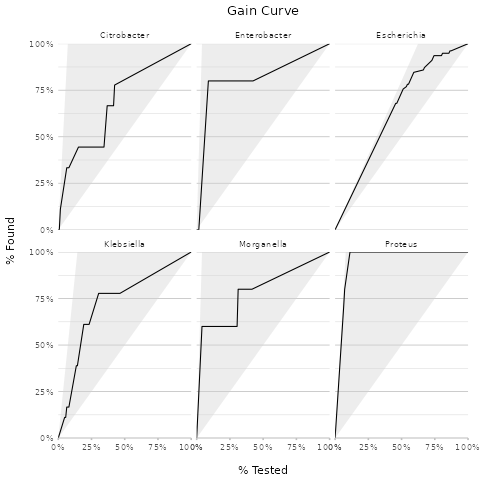 Gain Curve
Citrobacter Enterobacter Escherichia
100%
75%
50%
25%
0%
Klebsiella Morganella Proteus
100%
75%
50%
25%
0%
0% 25% 50% 75% 100% 0% 25% 50% 75% 100% 0% 25% 50% 75% 100%
% Found
% Tested